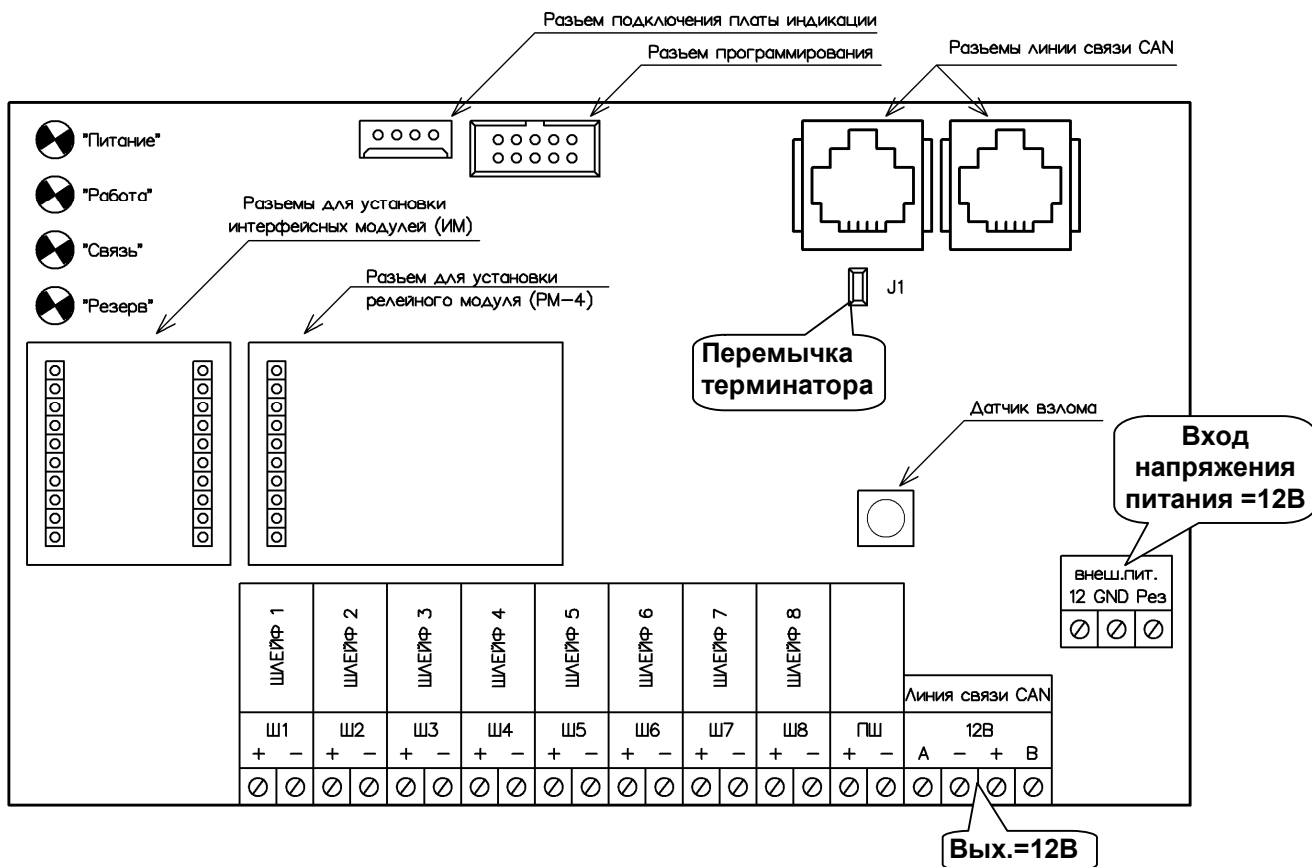 Разъем подключения платы индикации
Разъем программирования
Разъемы линии связи CAN
"Питание"
"Работа"
"Связь"
"Резерв"
Разъемы для установки
интерфейсных модулей (ИМ)
Разъем для установки
релейного модуля (РМ-4)
J1
Перемычка
терминатора
Датчик взлома
Вход
напряжения
питания =12В
внеш.пит.
12 GND Рез
ШЛЕЙФ 1
ШЛЕЙФ 2
ШЛЕЙФ 3
ШЛЕЙФ 4
ШЛЕЙФ 5
ШЛЕЙФ 6
ШЛЕЙФ 7
ШЛЕЙФ 8
Линия связи CAN
Ш1 Ш2 Ш3 Ш4 Ш5 Ш6 Ш7 Ш8 ПШ 12В
+ − + − + − + − + − + − + − + − + − A − + B
Вых.=12В